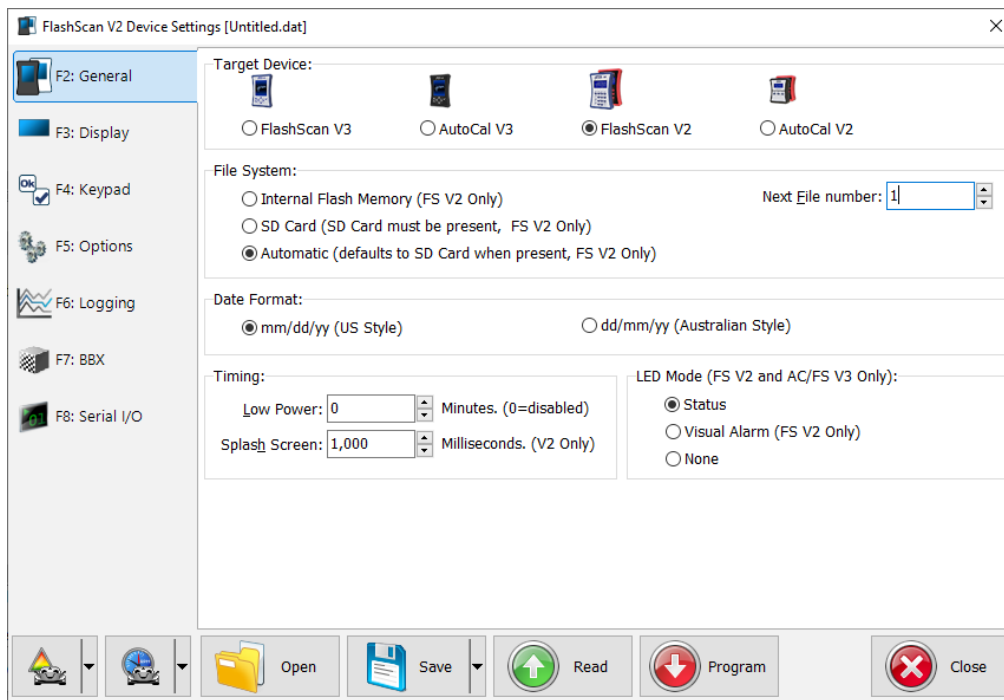 FlashScan V2 Device Settings [Untitled.dat]
F2: General
F3: Display
F4: Keypad
F5: Options
F6: Logging
F7: BBX
F8: Serial I/O
Target Device:
FlashScan V3
AutoCal V3
FlashScan V2
AutoCal V2
File System:
Internal Flash Memory (FS V2 Only)
SD Card (SD Card must be present, FS V2 Only)
Automatic (defaults to SD Card when present, FS V2 Only)
Next File number: 1
Date Format:
mm/dd/yy (US Style)
dd/mm/yy (Australian Style)
Timing:
Low Power: 0 Minutes. (0=disabled)
Splash Screen: 1,000 Milliseconds. (V2 Only)
LED Mode (FS V2 and AC/FS V3 Only):
Status
Visual Alarm (FS V2 Only)
None
Open
Save
Read
Program
Close